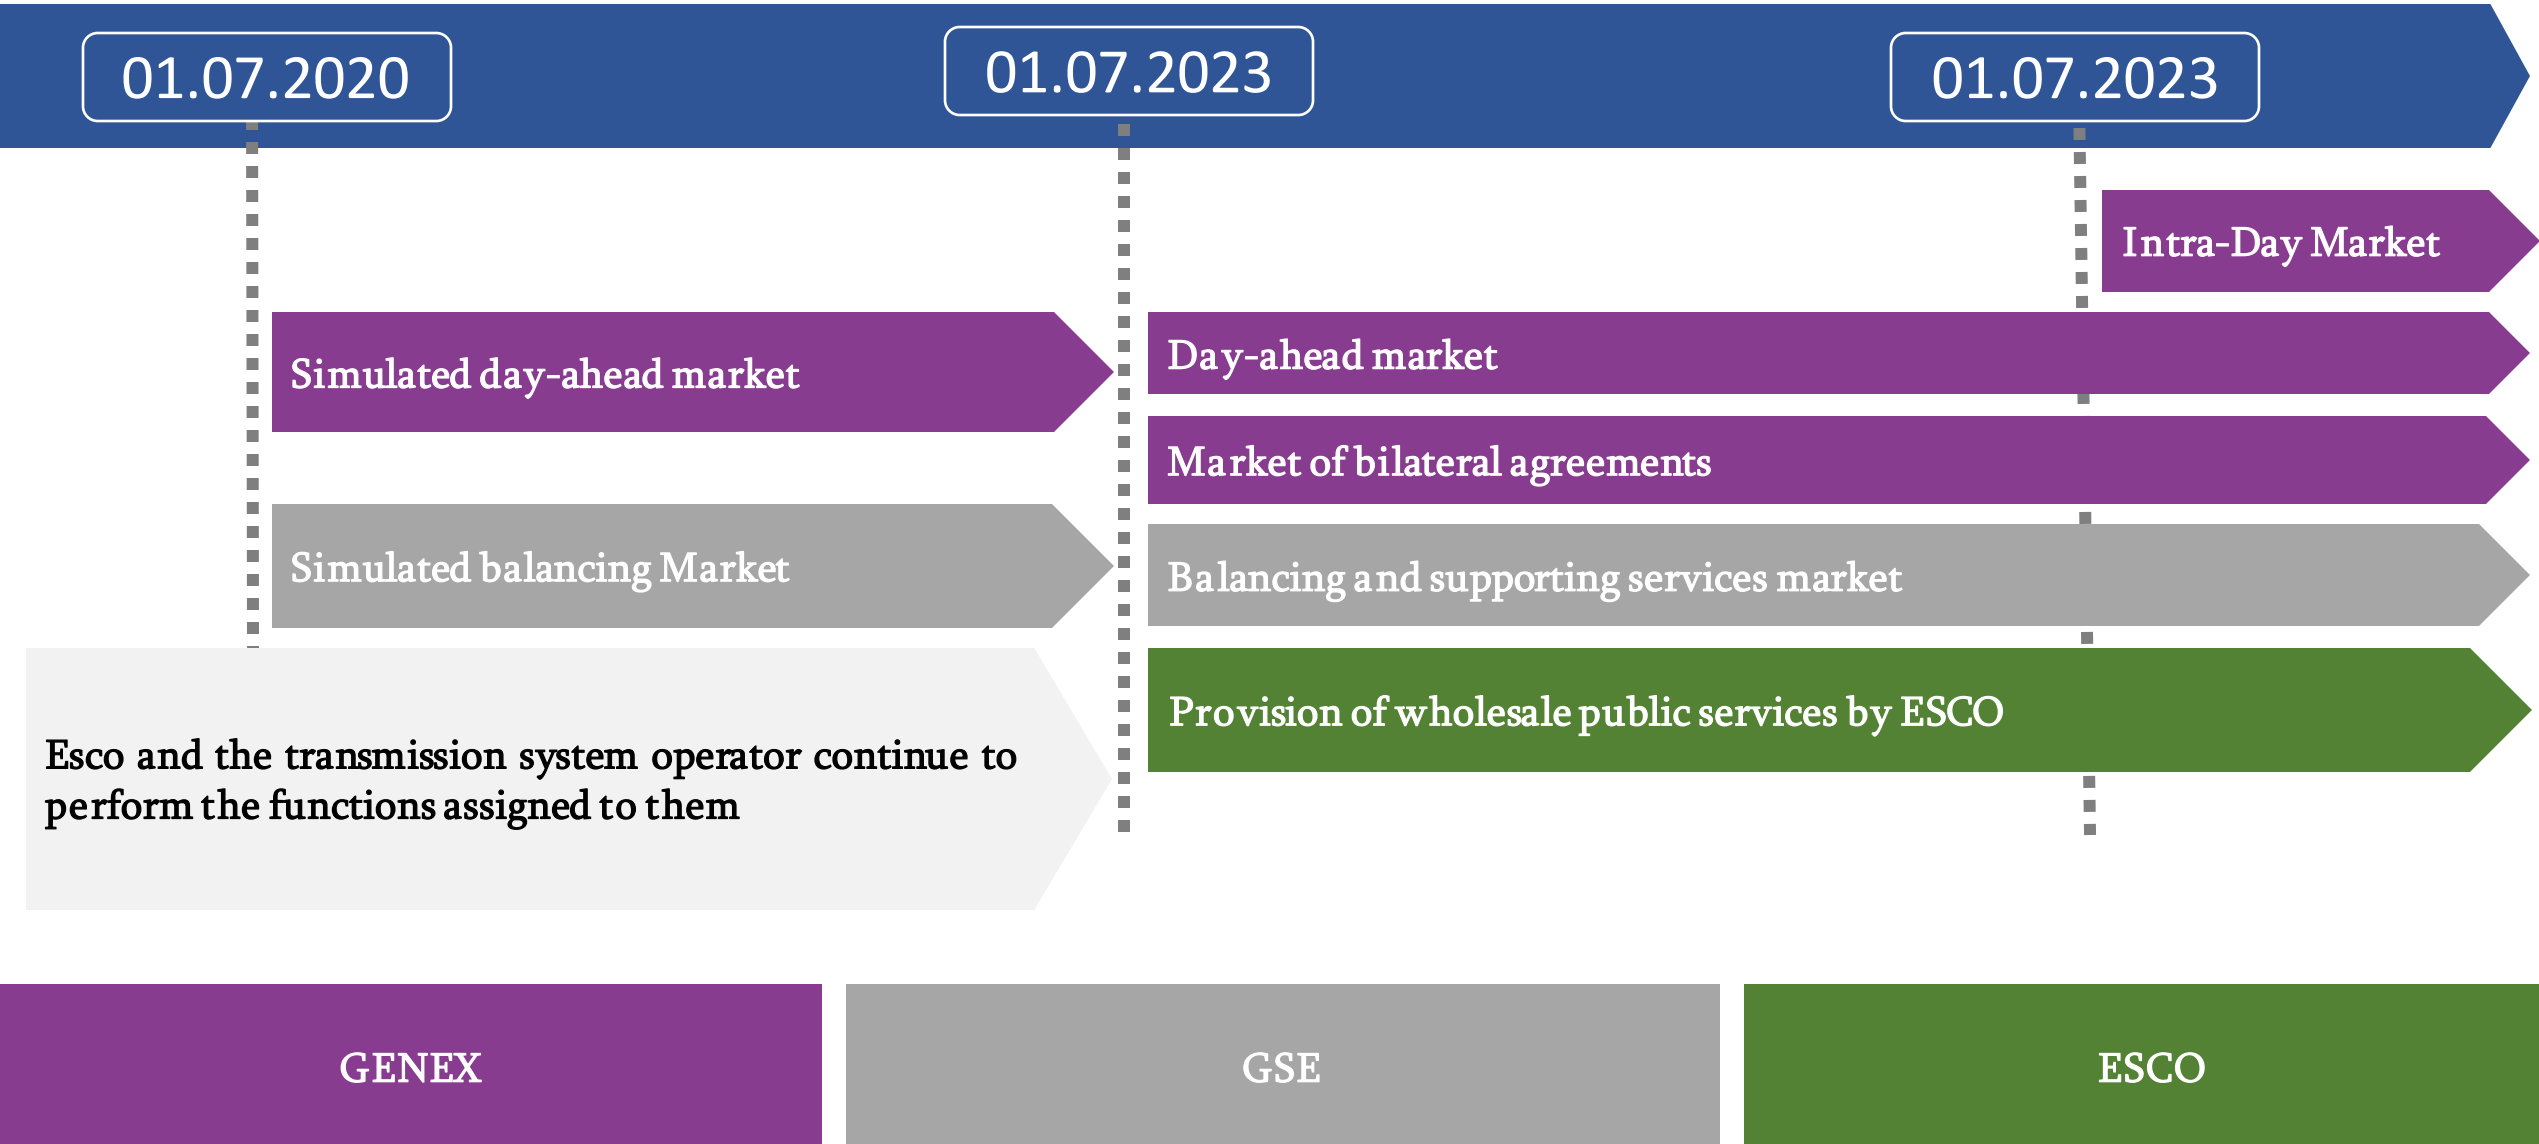 01.07.2020
01.07.2023
01.07.2023
Intra-Day Market
Simulated day-ahead market
Day-ahead market
Market of bilateral agreements
Simulated balancing Market
Balancing and supporting services market
Provision of wholesale public services by ESCO
Esco and the transmission system operator continue to
perform the functions assigned to them
GENEX
GSE
ESCO